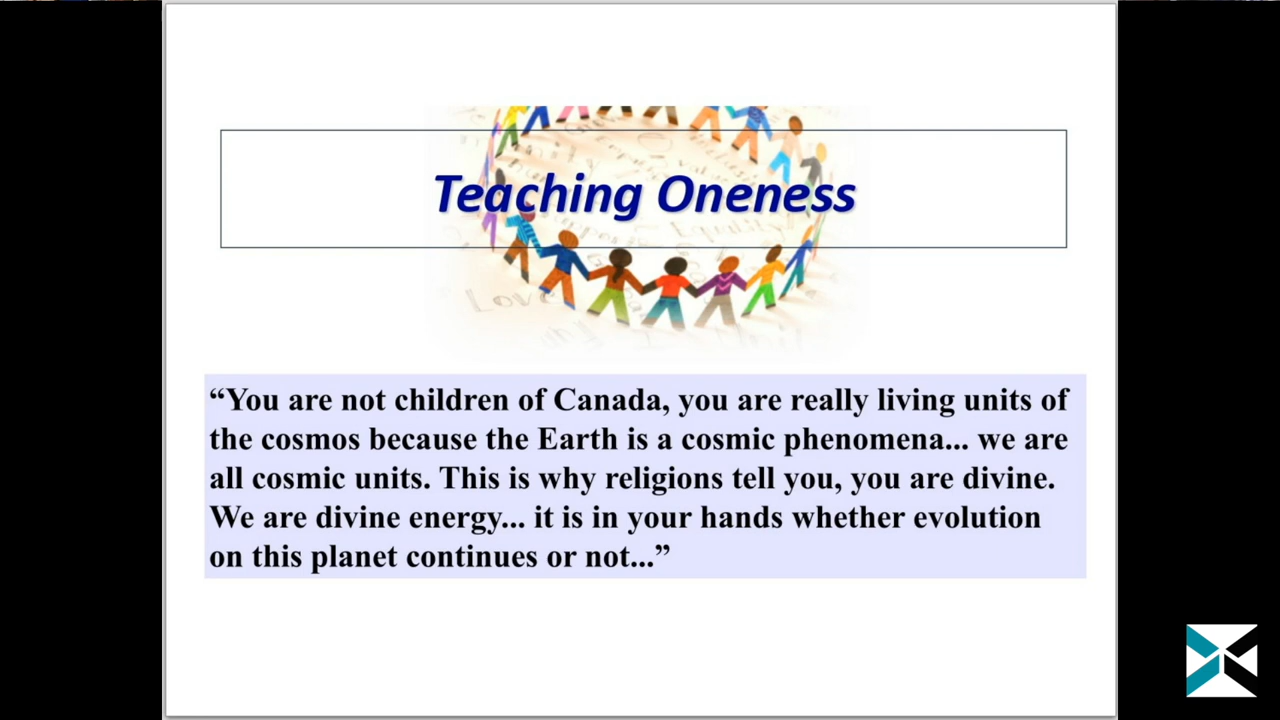 Teaching Oneness
Love
Equality
“You are not children of Canada, you are really living units of
the cosmos because the Earth is a cosmic phenomena... we are
all cosmic units. This is why religions tell you, you are divine.
We are divine energy... it is in your hands whether evolution
on this planet continues or not...”